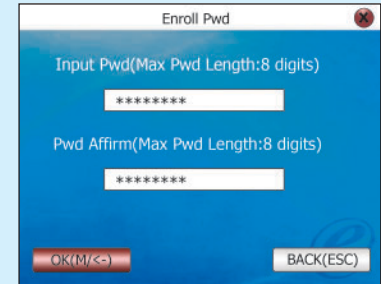 Enroll Pwd
Input Pwd(Max Pwd Length:8 digits)
********
Pwd Affirm(Max Pwd Length:8 digits)
********
OK(M/<-) BACK(ESC)